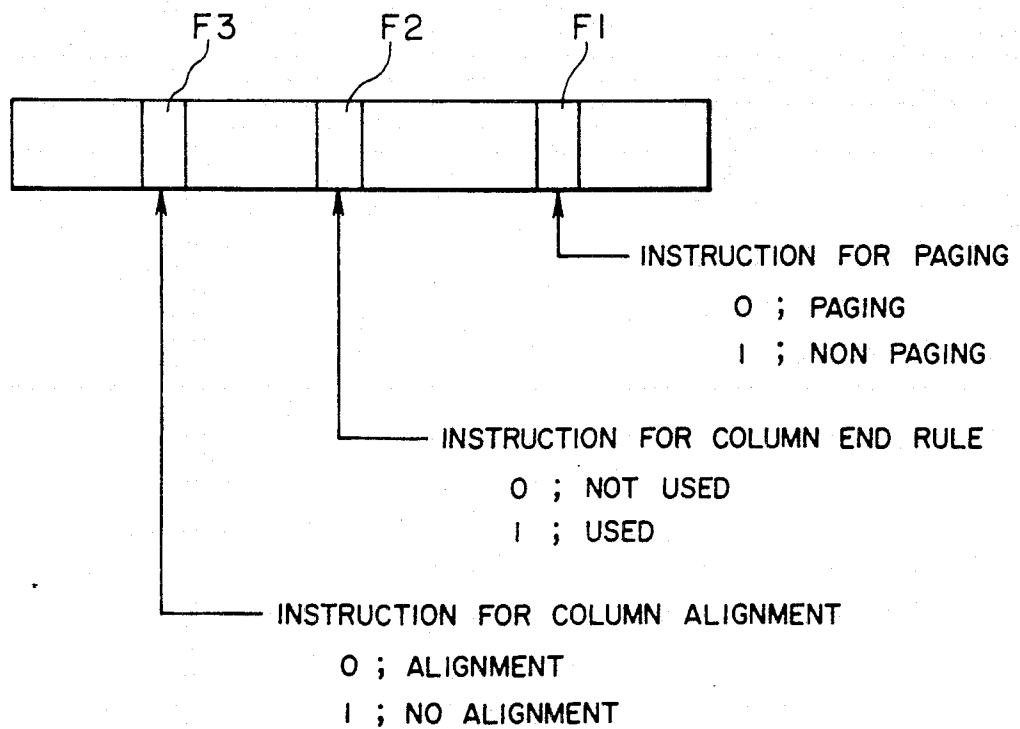 F3 F2 F1
INSTRUCTION FOR PAGING
0 ; PAGING
1 ; NON PAGING
INSTRUCTION FOR COLUMN END RULE
0 ; NOT USED
1 ; USED
INSTRUCTION FOR COLUMN ALIGNMENT
0 ; ALIGNMENT
1 ; NO ALIGNMENT